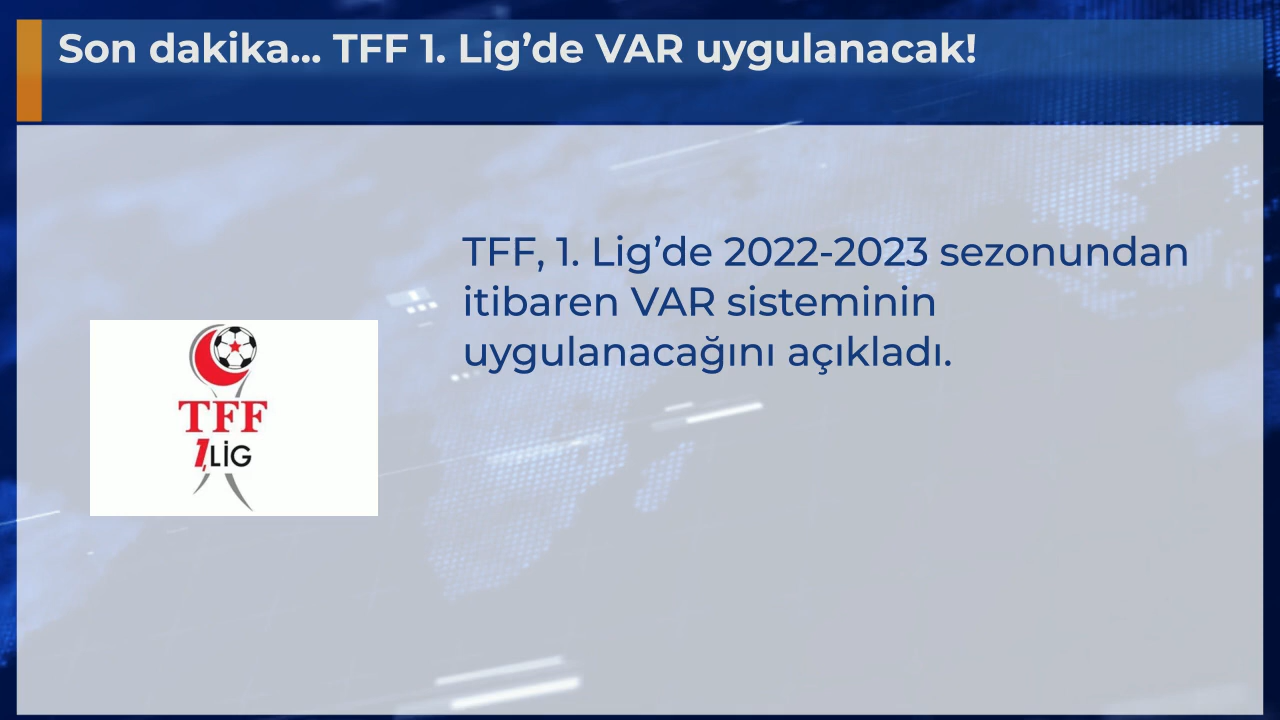 Son dakika... TFF 1. Lig’de VAR uygulanacak!
TFF, 1. Lig’de 2022-2023 sezonundan
itibaren VAR sisteminin
uygulanacağını açıkladı.
TFF
1.LİG